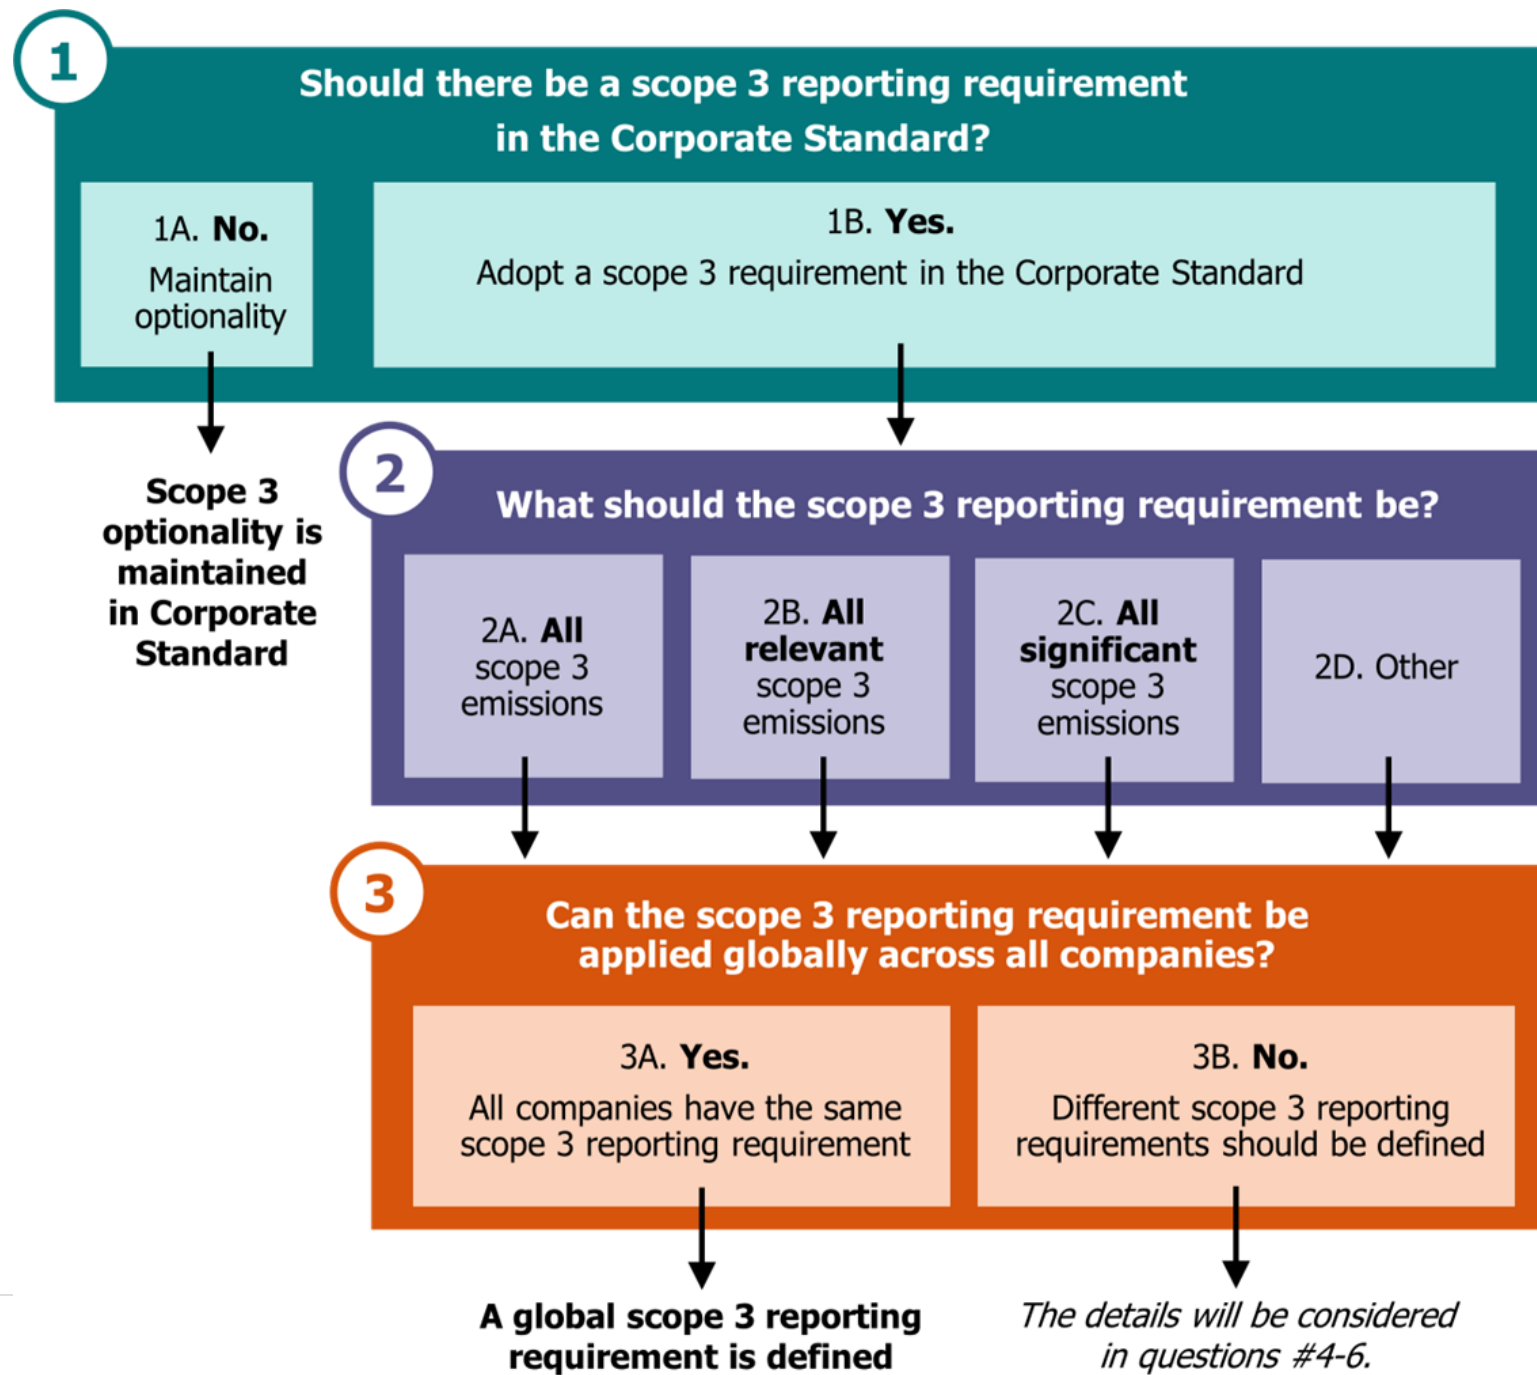 1
Should there be a scope 3 reporting requirement
in the Corporate Standard?
1A. No.
Maintain
optionality
1B. Yes.
Adopt a scope 3 requirement in the Corporate Standard
Scope 3
optionality is
maintained
in Corporate
Standard
2
What should the scope 3 reporting requirement be?
2A. All
scope 3
emissions
2B. All
relevant
scope 3
emissions
2C. All
significant
scope 3
emissions
2D. Other
3
Can the scope 3 reporting requirement be
applied globally across all companies?
3A. Yes.
All companies have the same
scope 3 reporting requirement
3B. No.
Different scope 3 reporting
requirements should be defined
A global scope 3 reporting
requirement is defined
The details will be considered
in questions #4-6.